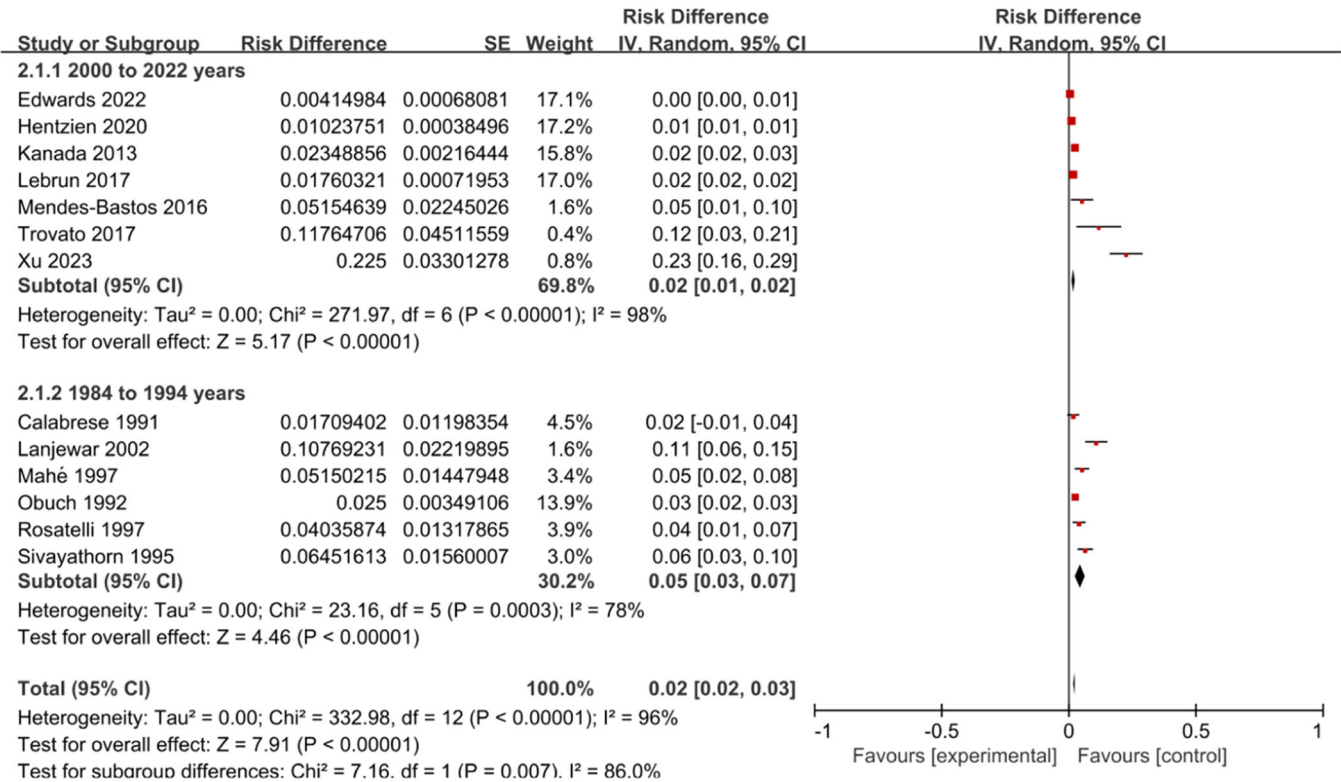 Risk Difference Risk Difference
Study or Subgroup Risk Difference SE Weight IV, Random, 95% CI IV, Random, 95% CI
2.1.1 2000 to 2022 years
Edwards 2022 0.00414984 0.00068081 17.1% 0.00 [0.00, 0.01]
Hentzien 2020 0.01023751 0.00038496 17.2% 0.01 [0.01, 0.01]
Kanada 2013 0.02348856 0.00216444 15.8% 0.02 [0.02, 0.03]
Lebrun 2017 0.01760321 0.00071953 17.0% 0.02 [0.02, 0.02]
Mendes-Bastos 2016 0.05154639 0.02245026 1.6% 0.05 [0.01, 0.10]
Trovato 2017 0.11764706 0.04511559 0.4% 0.12 [0.03, 0.21]
Xu 2023 0.225 0.03301278 0.8% 0.23 [0.16, 0.29]
Subtotal (95% CI) 69.8% 0.02 [0.01, 0.02]
Heterogeneity: Tau² = 0.00; Chi² = 271.97, df = 6 (P < 0.00001); I² = 98%
Test for overall effect: Z = 5.17 (P < 0.00001)
2.1.2 1984 to 1994 years
Calabrese 1991 0.01709402 0.01198354 4.5% 0.02 [-0.01, 0.04]
Lanjewar 2002 0.10769231 0.02219895 1.6% 0.11 [0.06, 0.15]
Mahé 1997 0.05150215 0.01447948 3.4% 0.05 [0.02, 0.08]
Obuch 1992 0.025 0.00349106 13.9% 0.03 [0.02, 0.03]
Rosatelli 1997 0.04035874 0.01317865 3.9% 0.04 [0.01, 0.07]
Sivayathorn 1995 0.06451613 0.01560007 3.0% 0.06 [0.03, 0.10]
Subtotal (95% CI) 30.2% 0.05 [0.03, 0.07]
Heterogeneity: Tau² = 0.00; Chi² = 23.16, df = 5 (P = 0.0003); I² = 78%
Test for overall effect: Z = 4.46 (P < 0.00001)
Total (95% CI) 100.0% 0.02 [0.02, 0.03]
Heterogeneity: Tau² = 0.00; Chi² = 332.98, df = 12 (P < 0.00001); I² = 96%
Test for overall effect: Z = 7.91 (P < 0.00001)
Test for subgroup differences: Chi² = 7.16, df = 1 (P = 0.007), I² = 86.0%
-1 -0.5 0 0.5 1
Favours [experimental] Favours [control]